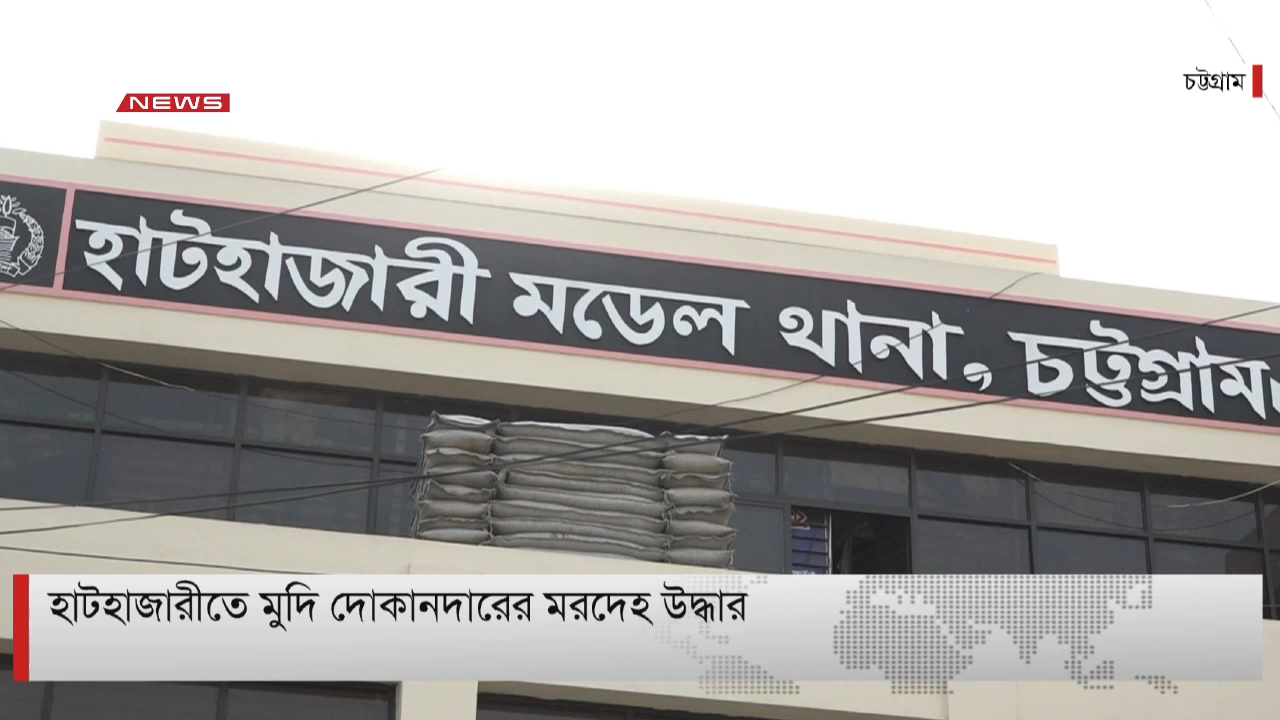 চট্টগ্রাম
NEWS
হাটহাজারী মডেল থানা, চট্টগ্রাম।
হাটহাজারীতে মুদি দোকানদারের মরদেহ উদ্ধার